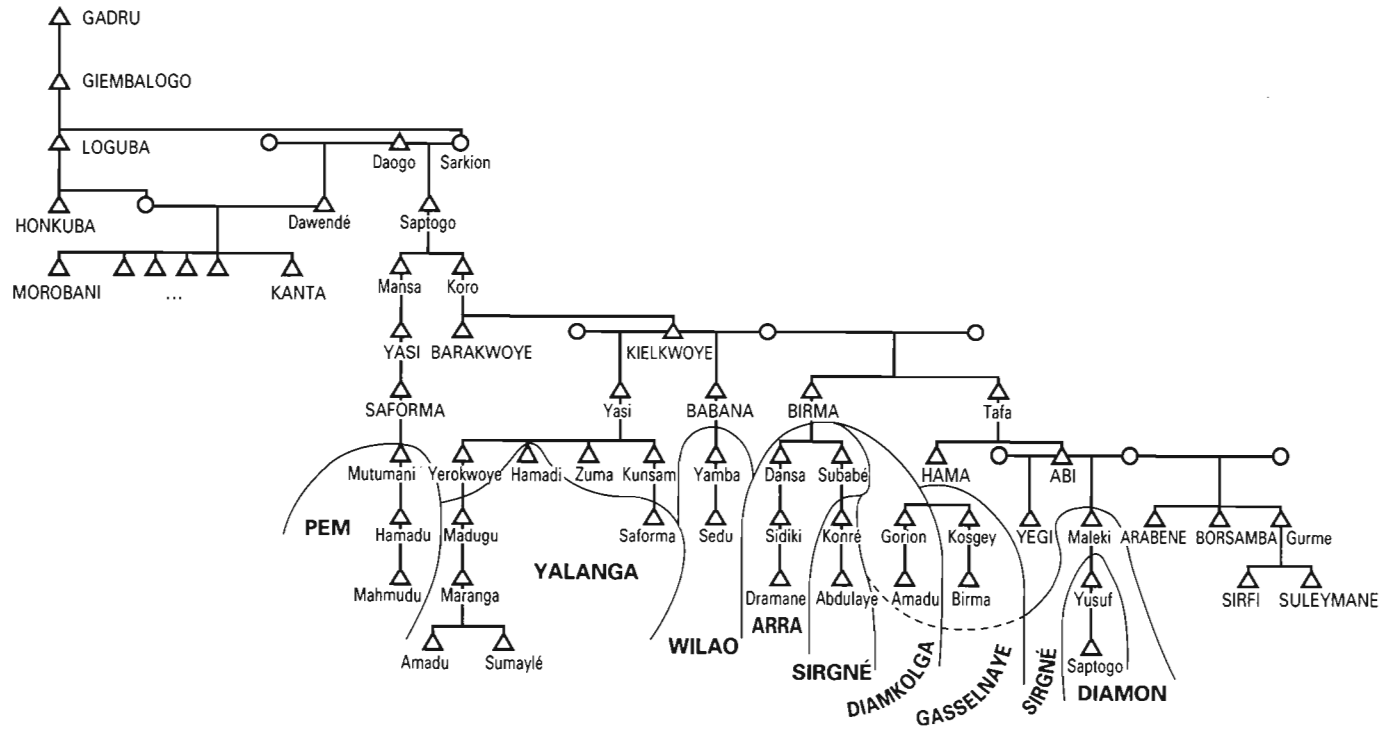 GADRU
GIEMBALOGO
LOGUBA
Daogo Sarkion
HONKUBA Dawendé Saptogo
MOROBANI ... KANTA Mansa Koro
YASI BARAKWOYE KIELKWOYE
SAFORMA Yasi BABANA BIRMA Tafa
Mutumani Yerokwoye Hamadi Zuma Kunsam Yamba Dansa Subabé HAMA ABI
PEM Hamadu Madugu Saforma Sedu Sidiki Konré Gorion Kosgey YEGI Maleki ARABENE BORSAMBA Gurme
YALANGA
Mahmudu Maranga Dramane Abdulaye Amadu Birma Yusuf SIRFI SULEYMANE
ARRA
WILAO
Amadu Sumaylé SIRGNÉ DIAMKOLGA GASSELNAYE SIRGNÉ Saptogo
DIAMON